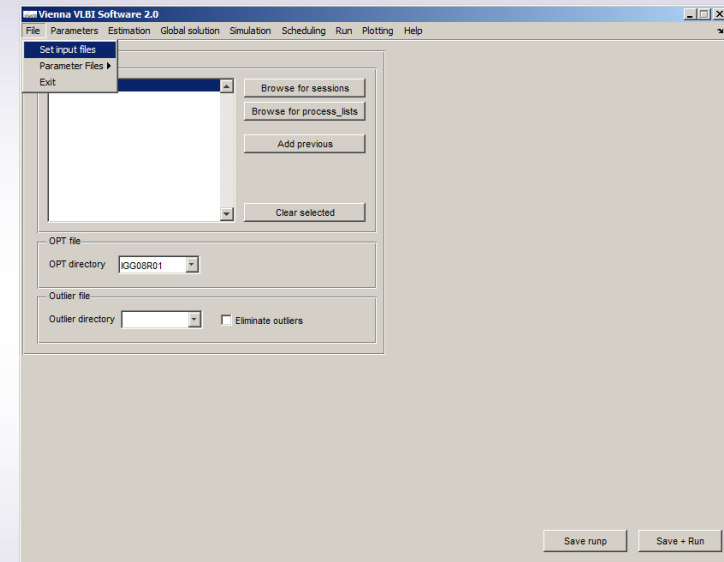 Vienna VLBI Software 2.0
File Parameters Estimation Global solution Simulation Scheduling Run Plotting Help
Set input files
Parameter Files
Exit
Browse for sessions
Browse for process_lists
Add previous
Clear selected
OPT file
OPT directory IGG08R01
Outlier file
Outlier directory Eliminate outliers
Save runp Save + Run